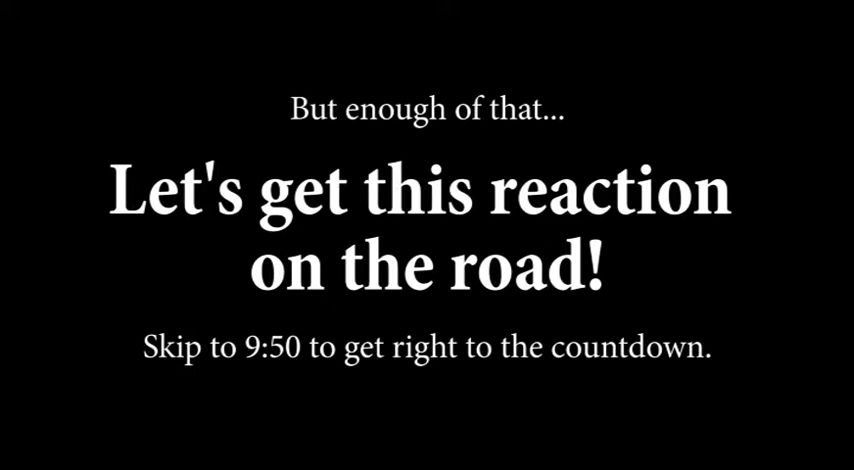 But enough of that...
Let's get this reaction
on the road!
Skip to 9:50 to get right to the countdown.